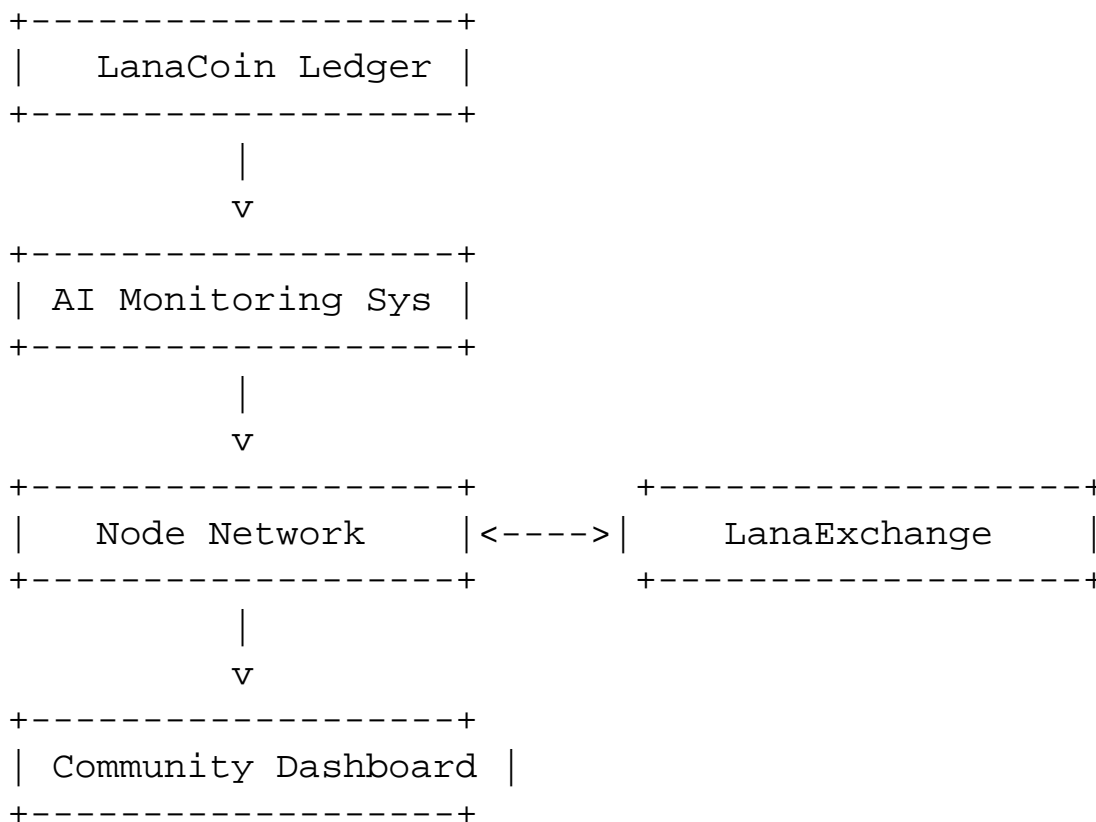 +-------------------+
|   LanaCoin Ledger |
+-------------------+
          |
          v
+-------------------+
| AI Monitoring Sys |
+-------------------+
          |
          v
+-------------------+       +-------------------+
|   Node Network    |<---->|    LanaExchange    |
+-------------------+       +-------------------+
          |
          v
+-------------------+
| Community Dashboard |
+-------------------+